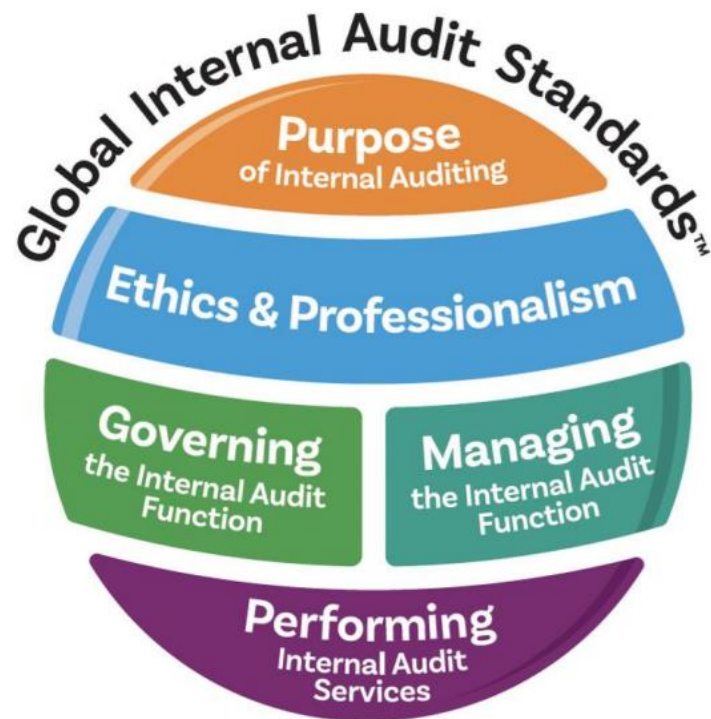 Global Internal Audit Standards™
Purpose
of Internal Auditing
Ethics & Professionalism
Governing
the Internal Audit
Function
Managing
the Internal Audit
Function
Performing
Internal Audit
Services